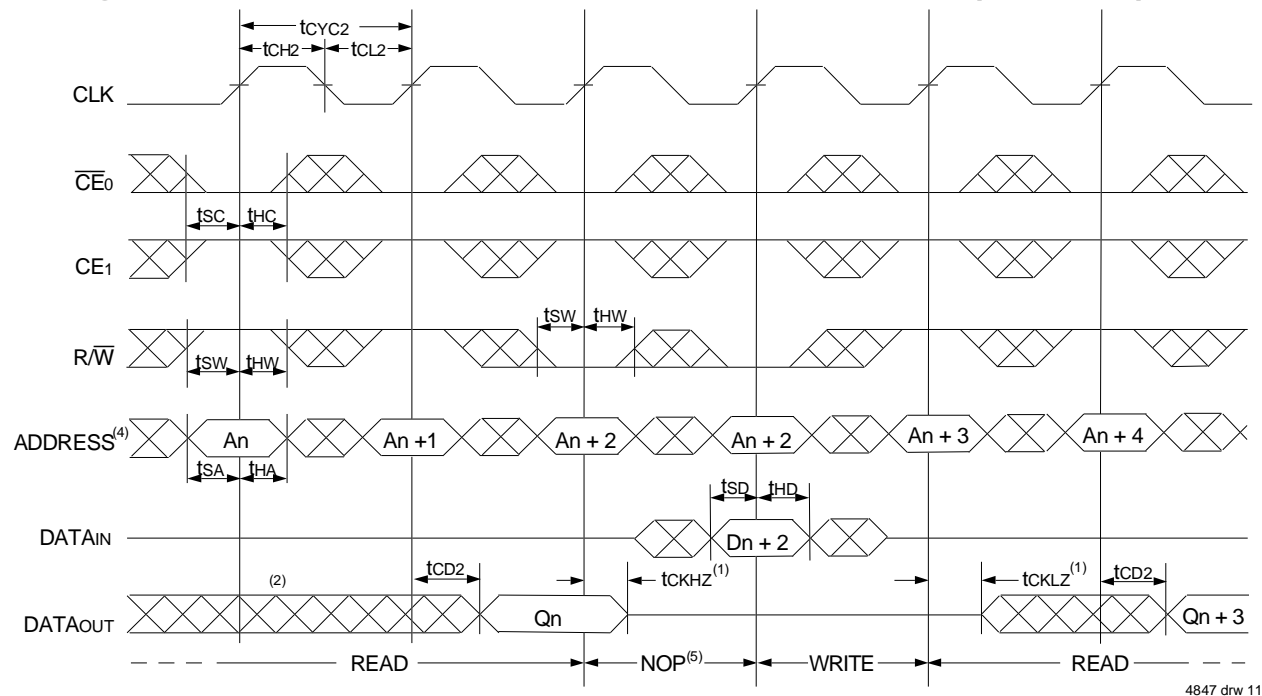 tCYC2
tCH2 tCL2
CLK
CE0
tSC tHC
CE1
tSW tHW
R/W
tSW tHW
ADDRESS(4) An An +1 An + 2 An + 2 An + 3 An + 4
tSA tHA
tSD tHD
DATAIN Dn + 2
tCD2 tCKHZ(1) tCKLZ(1) tCD2
(2)
DATAOUT Qn Qn + 3
READ NOP(5) WRITE READ
4847 drw 11